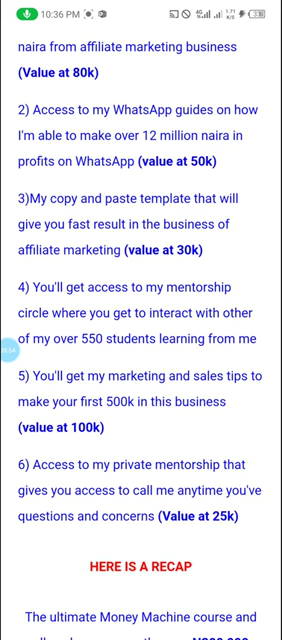 10:36 PM
naira from affiliate marketing business
(Value at 80k)
2) Access to my WhatsApp guides on how
I'm able to make over 12 million naira in
profits on WhatsApp (value at 50k)
3)My copy and paste template that will
give you fast result in the business of
affiliate marketing (value at 30k)
4) You'll get access to my mentorship
circle where you get to interact with other
of my over 550 students learning from me
5) You'll get my marketing and sales tips to
make your first 500k in this business
(value at 100k)
6) Access to my private mentorship that
gives you access to call me anytime you've
questions and concerns (Value at 25k)
HERE IS A RECAP
The ultimate Money Machine course and